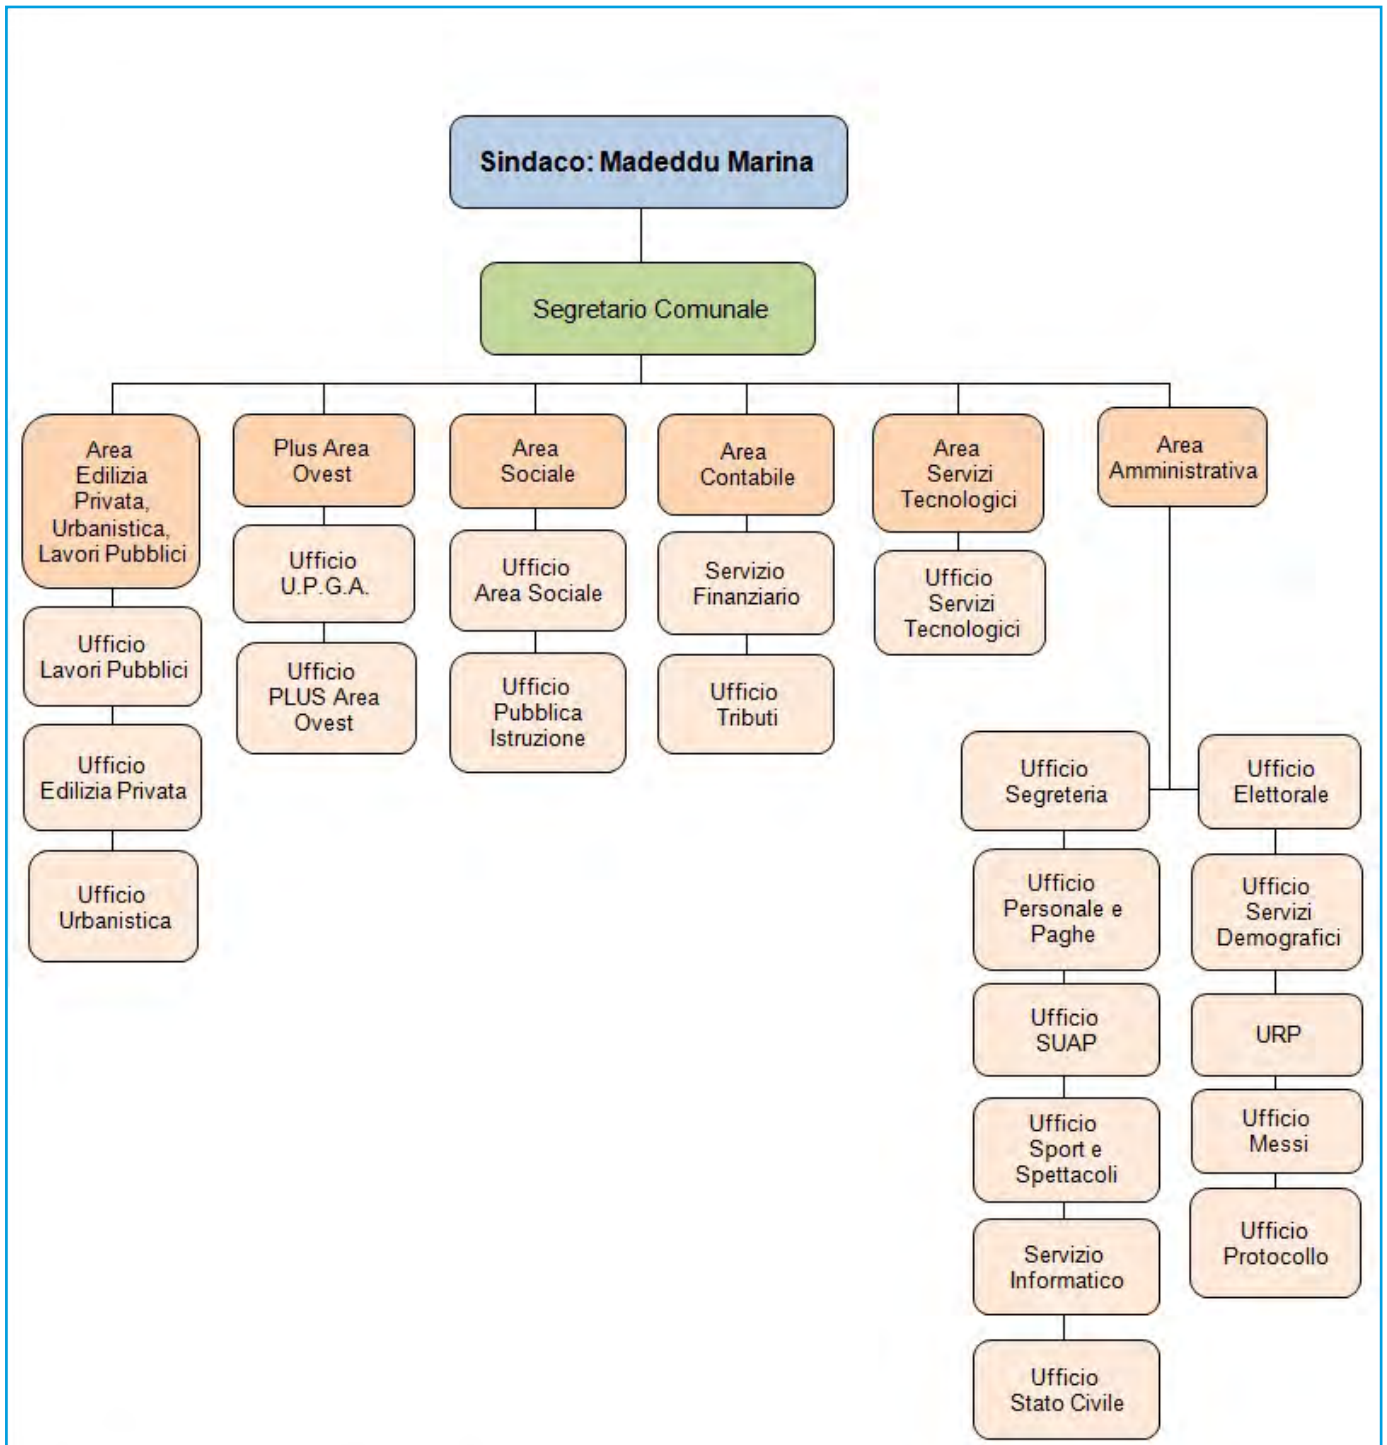 Sindaco: Madeddu Marina
Segretario Comunale
Area
Edilizia
Privata,
Urbanistica,
Lavori Pubblici
Ufficio
Lavori Pubblici
Ufficio
Edilizia Privata
Ufficio
Urbanistica
Plus Area
Ovest
Ufficio
U.P.G.A.
Ufficio
PLUS Area
Ovest
Area
Sociale
Ufficio
Area Sociale
Ufficio
Pubblica
Istruzione
Area
Contabile
Servizio
Finanziario
Ufficio
Tributi
Area
Servizi
Tecnologici
Ufficio
Servizi
Tecnologici
Area
Amministrativa
Ufficio
Segreteria
Ufficio
Personale e
Paghe
Ufficio
SUAP
Ufficio
Sport e
Spettacoli
Servizio
Informatico
Ufficio
Stato Civile
Ufficio
Elettorale
Ufficio
Servizi
Demografici
URP
Ufficio
Messi
Ufficio
Protocollo